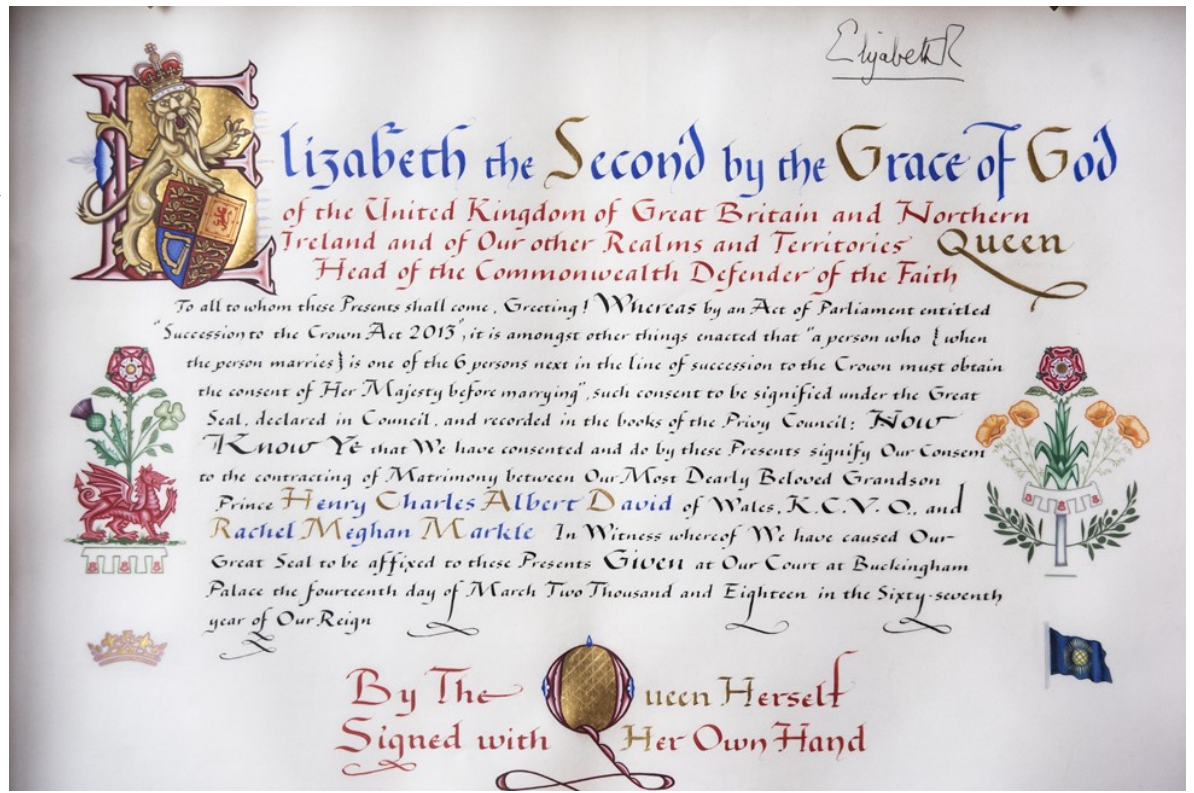 Elizabeth R
Elizabeth the Second by the Grace of God
of the United Kingdom of Great Britain and Northern
Ireland and of Our other Realms and Territories Queen
Head of the Commonwealth Defender of the Faith
To all to whom these Presents shall come, Greeting! Whereas by an Act of Parliament entitled
"Succession to the Crown Act 2013", it is amongst other things enacted that "a person who {when
the person marries} is one of the 6 persons next in the line of succession to the Crown must obtain
the consent of Her Majesty before marrying", such consent to be signified under the Great
Seal, declared in Council, and recorded in the books of the Privy Council: Now
Know Ye that We have consented and do by these Presents signify Our Consent
to the contracting of Matrimony between Our Most Dearly Beloved Grandson
Prince Henry Charles Albert David of Wales, K.C.V.O., and
Rachel Meghan Markle In Witness whereof We have caused Our
Great Seal to be affixed to these Presents Given at Our Court at Buckingham
Palace the fourteenth day of March Two Thousand and Eighteen in the Sixty-seventh
year of Our Reign
By The Queen Herself
Signed with Her Own Hand